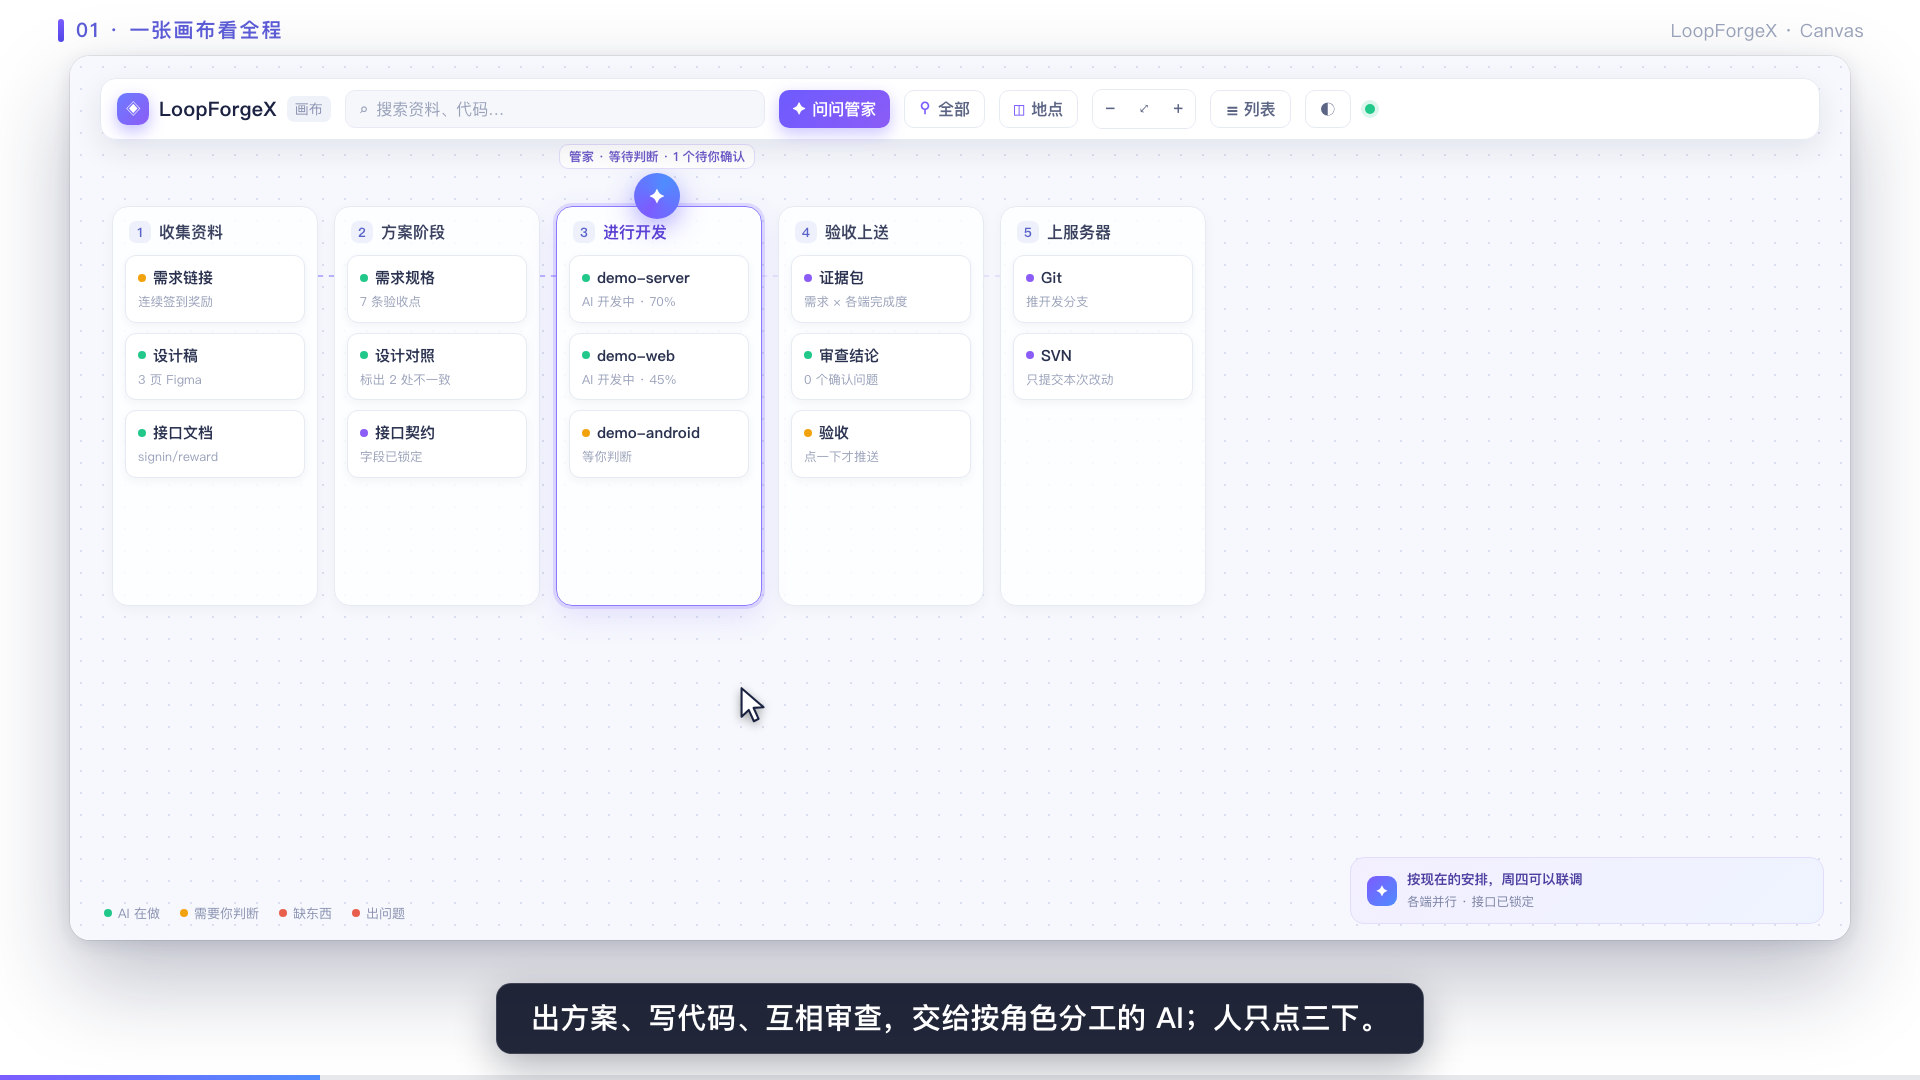 01 · 一张画布看全程
LoopForgeX · Canvas
LoopForgeX 画布
搜索资料、代码...
问问管家
全部
地点
列表
管家 · 等待判断 · 1 个待你确认
1 收集资料
需求链接
连续签到奖励
设计稿
3 页 Figma
接口文档
signin/reward
2 方案阶段
需求规格
7 条验收点
设计对照
标出 2 处不一致
接口契约
字段已锁定
3 进行开发
demo-server
AI 开发中 · 70%
demo-web
AI 开发中 · 45%
demo-android
等你判断
4 验收上送
证据包
需求 × 各端完成度
审查结论
0 个确认问题
验收
点一下才推送
5 上服务器
Git
推开发分支
SVN
只提交本次改动
AI 在做
需要你判断
缺东西
出问题
按现在的安排，周四可以联调
各端并行 · 接口已锁定
出方案、写代码、互相审查，交给按角色分工的 AI；人只点三下。